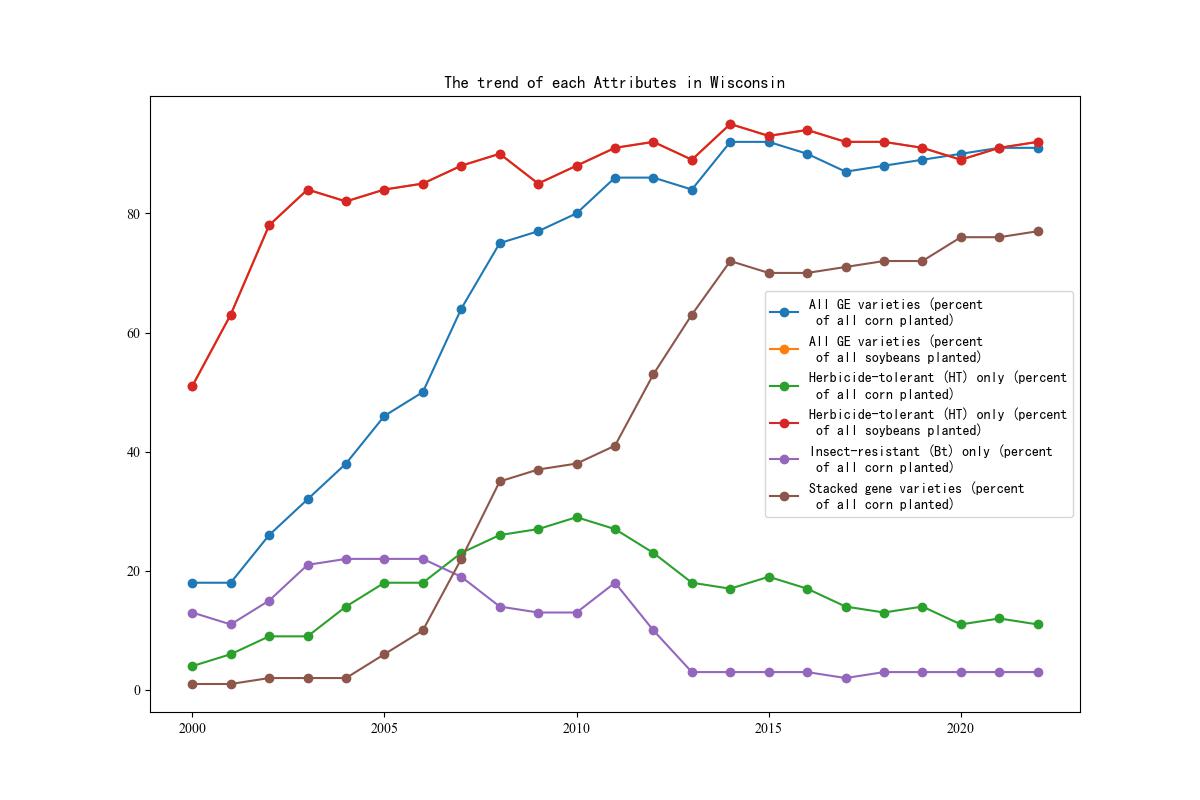 The trend of each Attributes in Wisconsin
80
60
40
20
0
2000
2005
2010
2015
2020
All GE varieties (percent
of all corn planted)
All GE varieties (percent
of all soybeans planted)
Herbicide-tolerant (HT) only (percent
of all corn planted)
Herbicide-tolerant (HT) only (percent
of all soybeans planted)
Insect-resistant (Bt) only (percent
of all corn planted)
Stacked gene varieties (percent
of all corn planted)